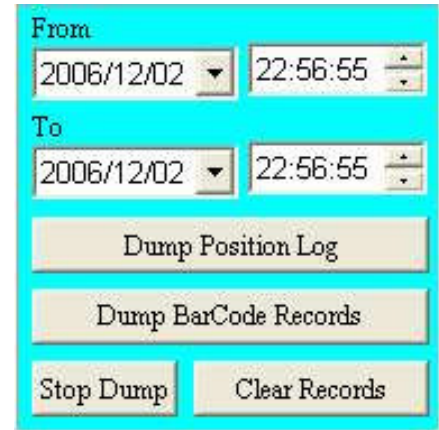 From
2006/12/02 22:56:55
To
2006/12/02 22:56:55
Dump Position Log
Dump BarCode Records
Stop Dump Clear Records